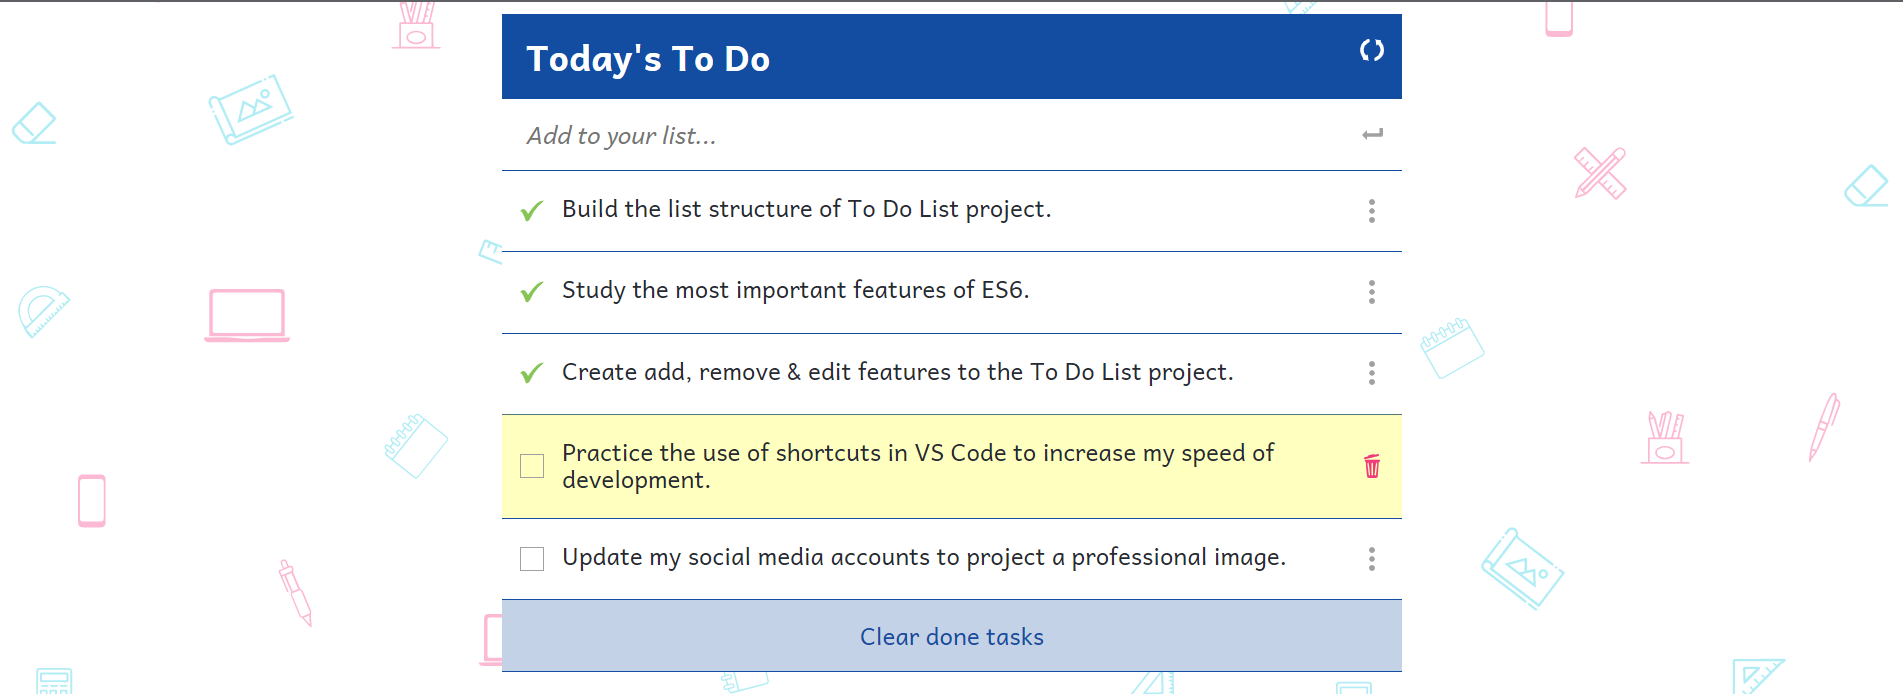 Today's To Do
Add to your list...
Build the list structure of To Do List project.
Study the most important features of ES6.
Create add, remove & edit features to the To Do List project.
Practice the use of shortcuts in VS Code to increase my speed of
development.
Update my social media accounts to project a professional image.
Clear done tasks